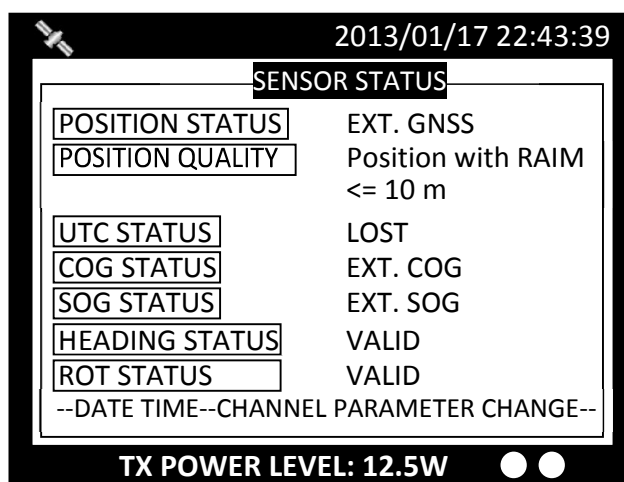 2013/01/17 22:43:39
SENSOR STATUS
POSITION STATUS EXT. GNSS
POSITION QUALITY Position with RAIM
<= 10 m
UTC STATUS LOST
COG STATUS EXT. COG
SOG STATUS EXT. SOG
HEADING STATUS VALID
ROT STATUS VALID
--DATE TIME--CHANNEL PARAMETER CHANGE--
TX POWER LEVEL: 12.5W